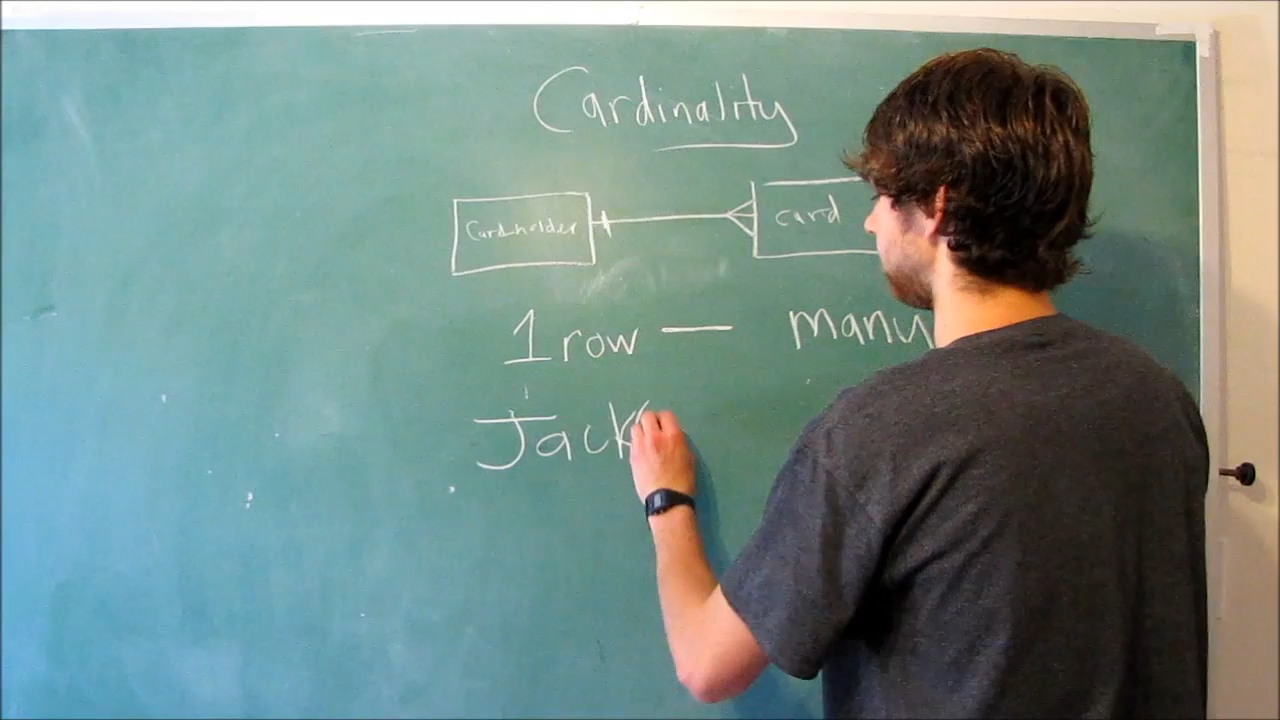 Cardinality
Cardholder card
1 row — many
Jack